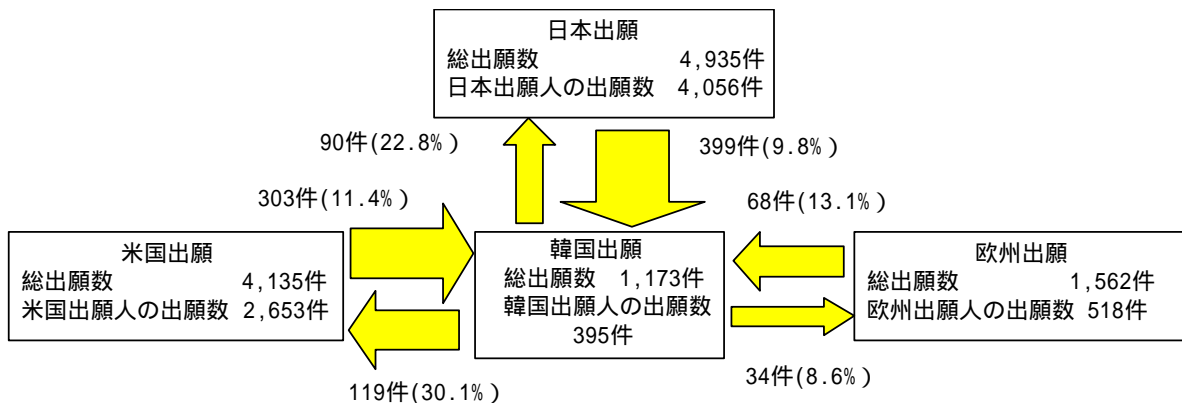 日本出願
総出願数 4,935件
日本出願人の出願数 4,056件
90件(22.8%)
399件(9.8%)
303件(11.4%)
68件(13.1%)
米国出願
総出願数 4,135件
米国出願人の出願数 2,653件
韓国出願
総出願数 1,173件
韓国出願人の出願数
395件
欧州出願
総出願数 1,562件
欧州出願人の出願数 518件
119件(30.1%)
34件(8.6%)